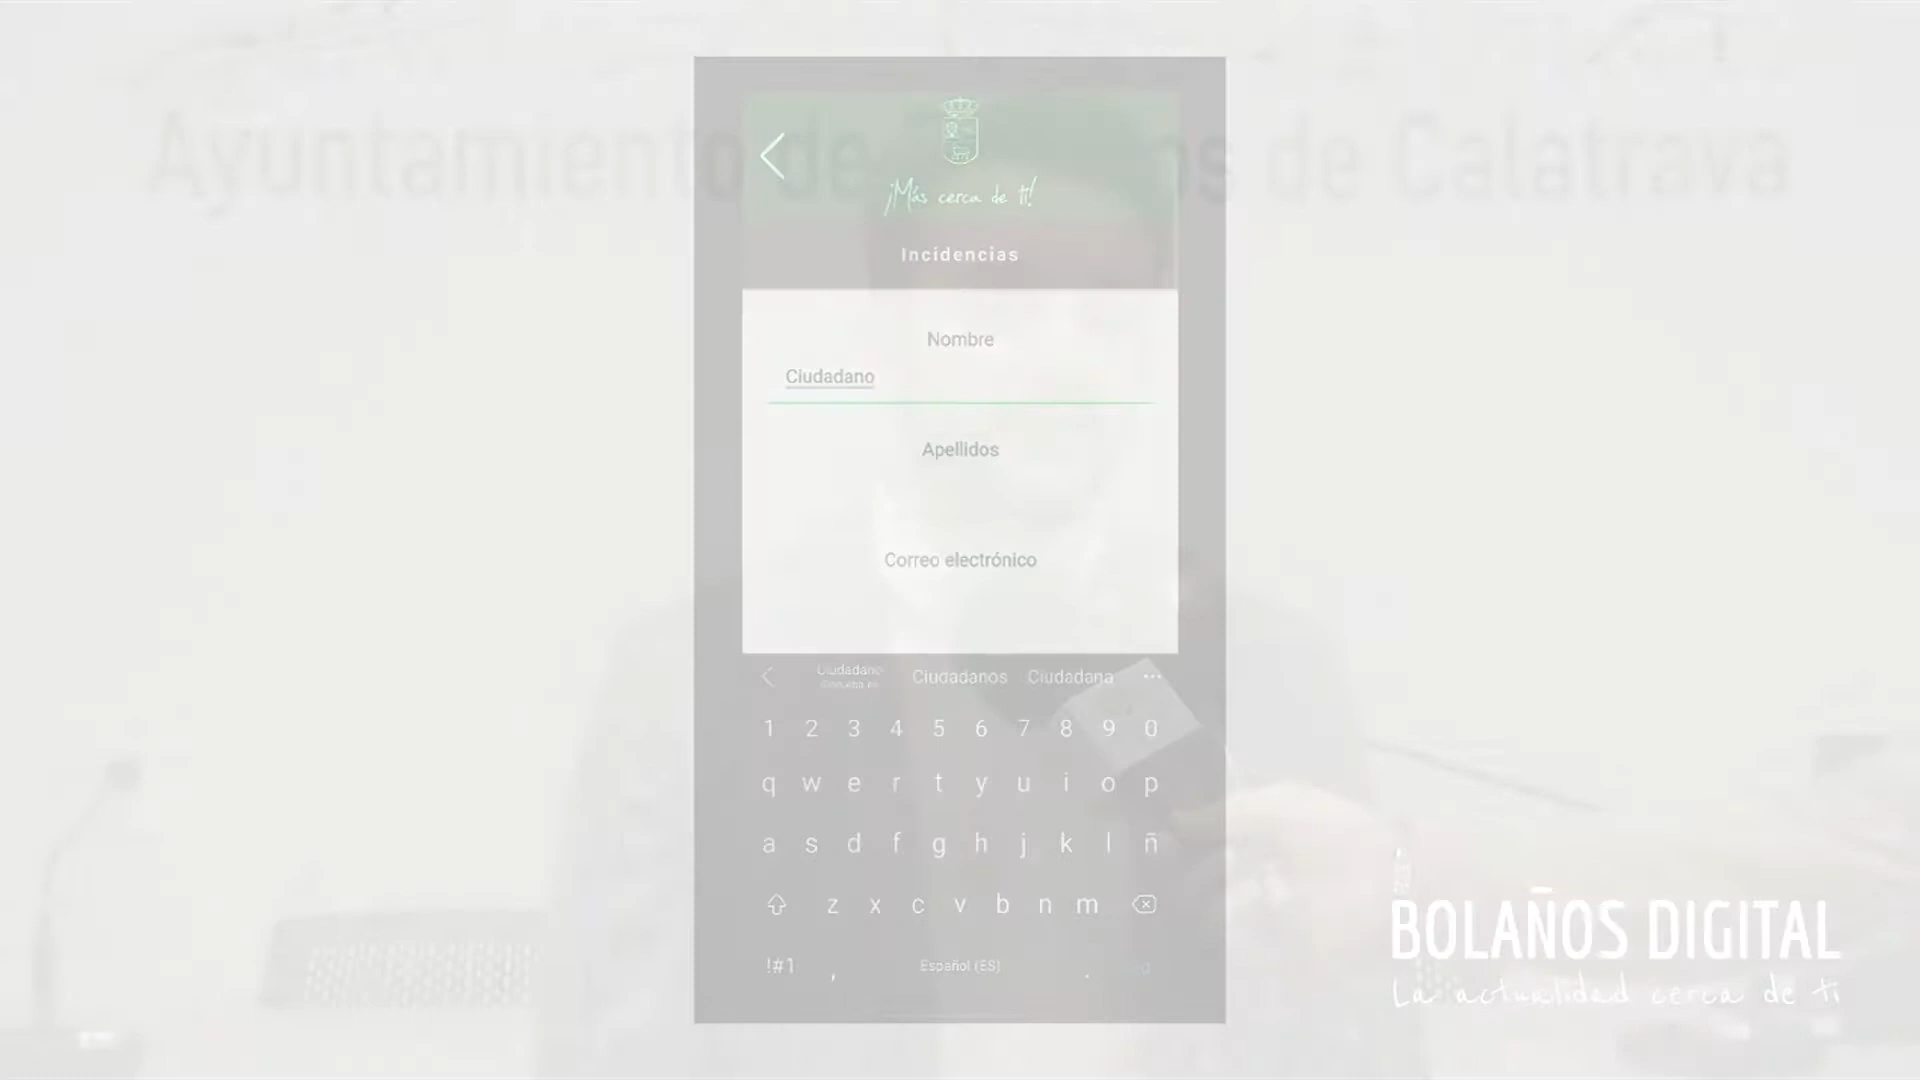 Ayuntamiento de s de Calatrava
¡Más cerca de ti!
Incidencias
Nombre
Ciudadano
Apellidos
Correo electrónico
Ciudadano Ciudadanos Ciudadana ...
1 2 3 4 5 6 7 8 9 0
q w e r t y u i o p
a s d f g h j k l ñ
z x c v b n m
!#1 , Español (ES) .
BOLAÑOS DIGITAL
La actualidad cerca de ti